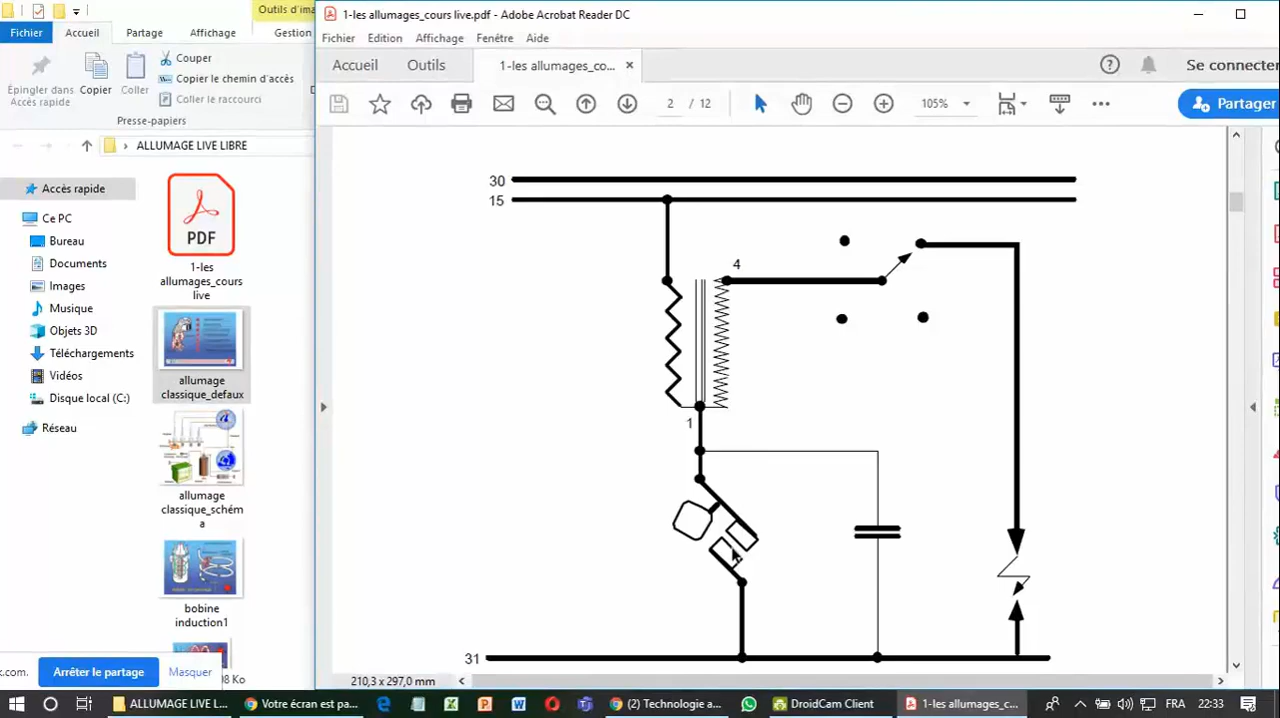 Outils d'ima
1-les allumages_cours live.pdf - Adobe Acrobat Reader DC
Fichier
Accueil
Partage
Affichage
Gestion
Fichier
Edition
Affichage
Fenêtre
Aide
Épingler dans
Accès rapide
Copier
Coller
Couper
Copier le chemin d'accès
Coller le raccourci
Presse-papiers
Accueil
Outils
1-les allumages_co...
Se connecter
2 / 12
105%
Partager
ALLUMAGE LIVE LIBRE
Accès rapide
Ce PC
Bureau
Documents
Images
Musique
Objets 3D
Téléchargements
Vidéos
Disque local (C:)
Réseau
PDF
1-les
allumages_cours
live
allumage
classique_defaux
allumage
classique_schém
a
bobine
induction1
30
15
4
1
31
210,3 x 297,0 mm
k.com.
Arrêter le partage
Masquer
08 Ko
ALLUMAGE LIVE L...
Votre écran est pa...
(2) Technologie a...
DroidCam Client
1-les allumages_c...
FRA
22:33